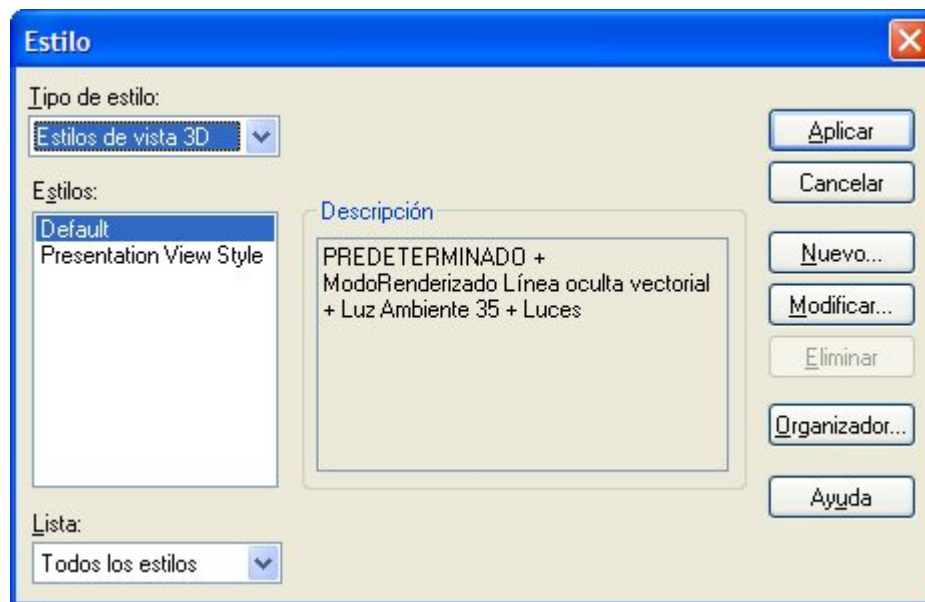 Estilo
Tipo de estilo:
Estilos de vista 3D
Estilos:
Default
Presentation View Style
Descripción
PREDETERMINADO +
ModoRenderizado Línea oculta vectorial
+ Luz Ambiente 35 + Luces
Aplicar
Cancelar
Nuevo...
Modificar...
Eliminar
Organizador...
Ayuda
Lista:
Todos los estilos